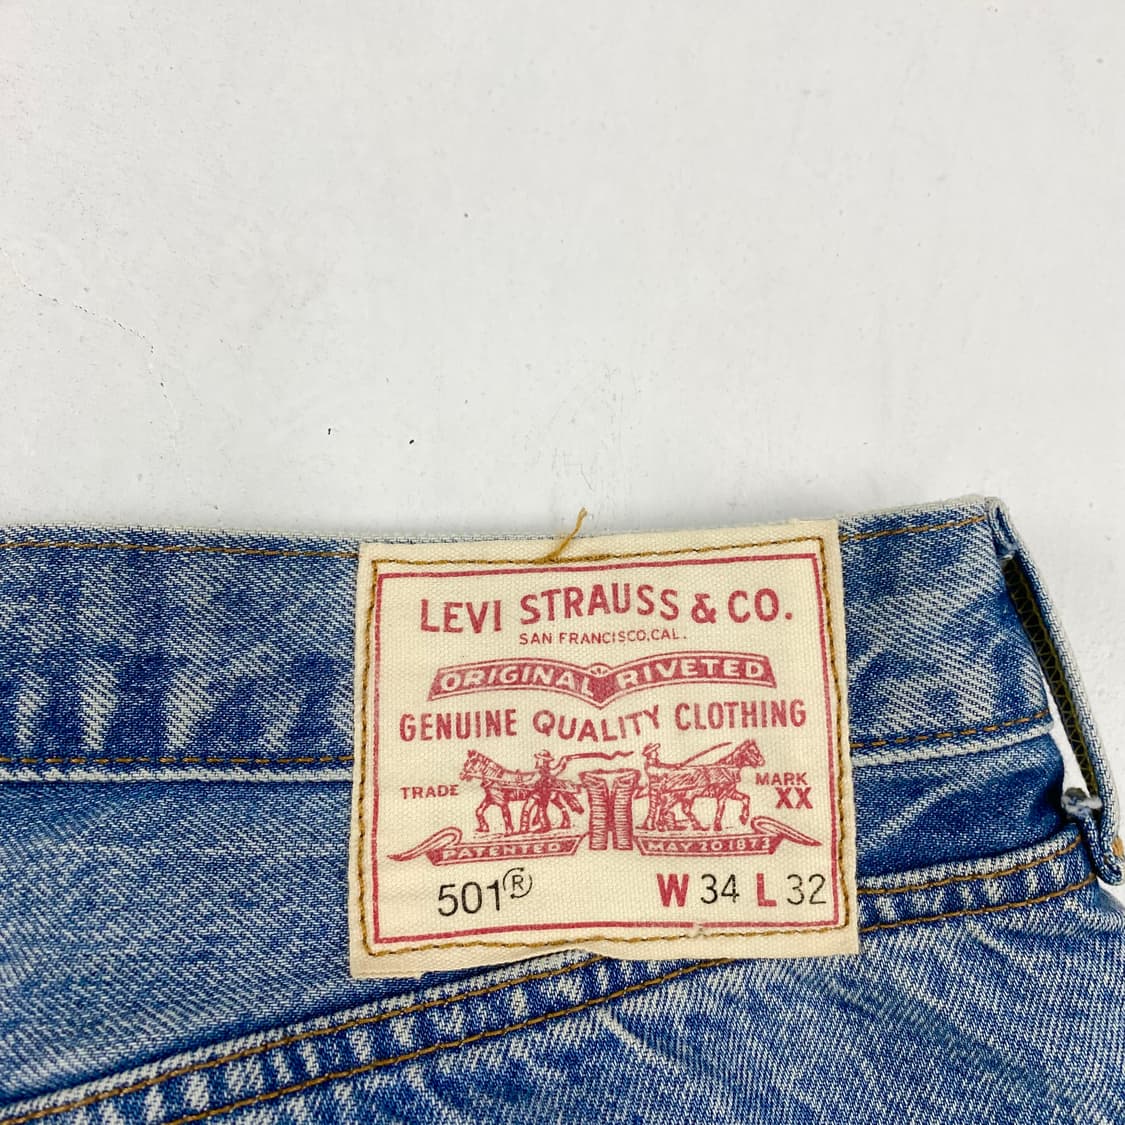 LEVI STRAUSS & CO.
SAN FRANCISCO, CAL.
ORIGINAL RIVETED
GENUINE QUALITY CLOTHING
TRADE MARK
XX
PATENTED MAY 20 1873
501® W 34 L 32